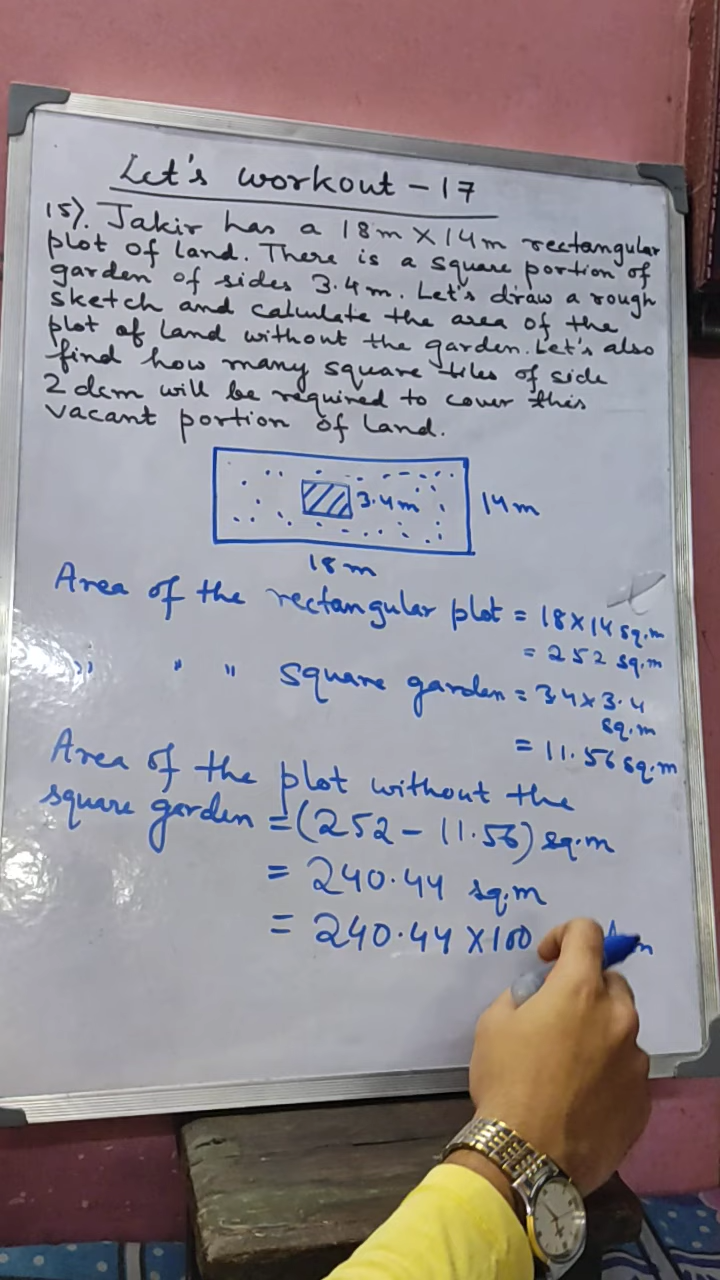 Let's workout - 17
15). Jakir has a 18m × 14m rectangular
plot of land. There is a square portion of
garden of sides 3.4m. Let's draw a rough
sketch and calculate the area of the
plot of land without the garden. Let's also
find how many square tiles of side
2 dcm will be required to cover this
vacant portion of land.
3.4m
14m
18m
Area of the rectangular plot = 18×14 sq.m
= 252 sq.m
" " " square garden = 3.4×3.4
sq.m
= 11.56 sq.m
Area of the plot without the
square garden = (252 - 11.56) sq.m
= 240.44 sq.m
= 240.44 × 100